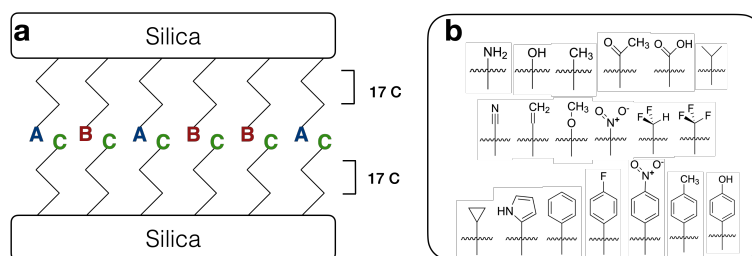 a
Silica
17 C
A C B C A C B C B C A C
17 C
Silica
b
NH2 OH CH3 O CH3 O OH
N CH2 CH3 O O N+ O- F F H F F F
HN F O N+ O- CH3 OH